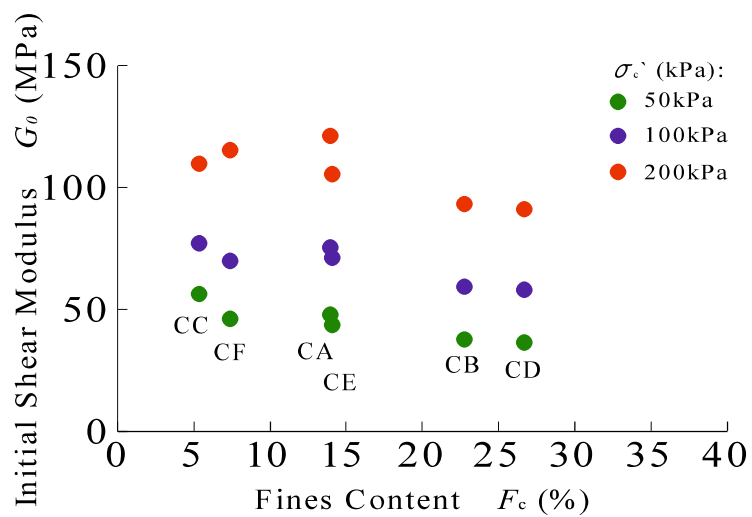 Initial Shear Modulus G₀ (MPa)
150
100
50
0
σc` (kPa):
50kPa
100kPa
200kPa
CC
CF
CA
CE
CB
CD
0 5 10 15 20 25 30 35 40
Fines Content Fc (%)